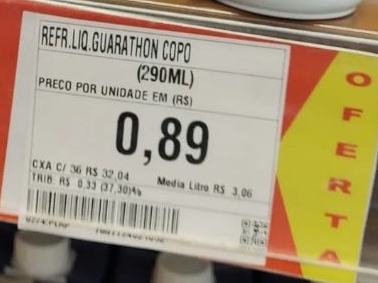 REFR.LIQ.GUARATHON COPO
(290ML)
PRECO POR UNIDADE EM (R$)
0,89
CXA C/ 36 R$ 32,04
TRIB. R$ 0,33 (37,30)%
Media Litro R$ 3,06
OFERTA